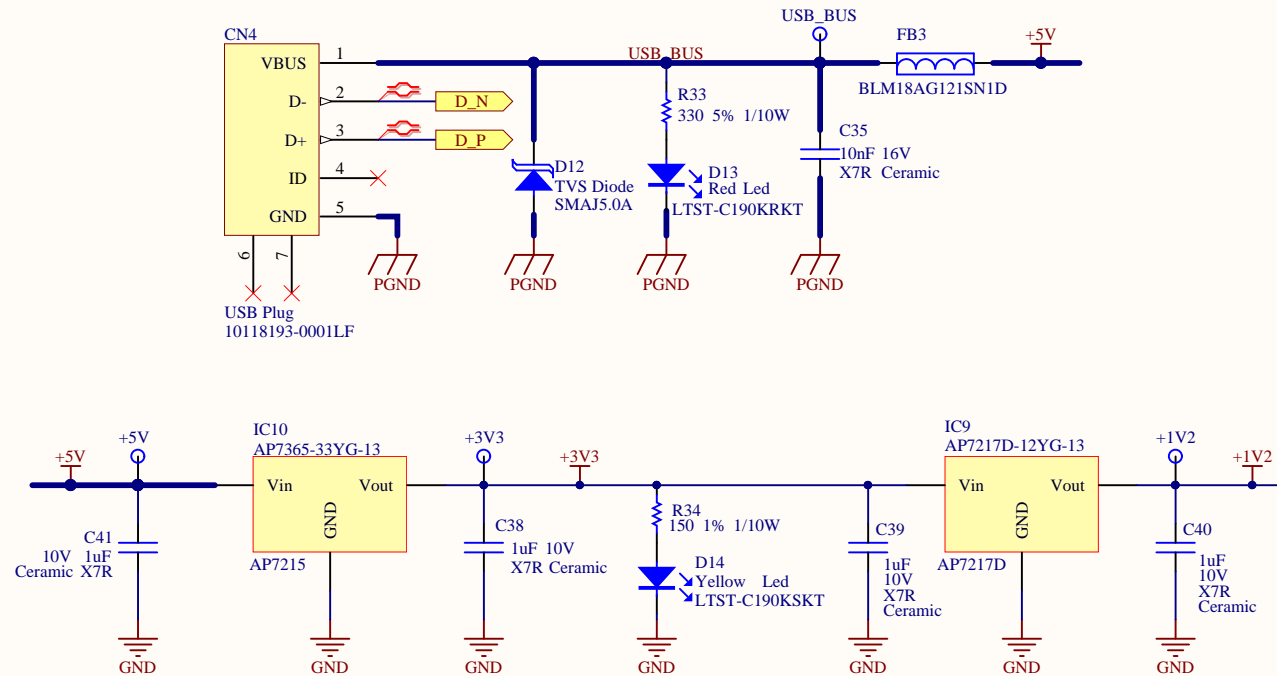 USB_BUS
CN4
FB3
+5V
VBUS
1
USB_BUS
BLM18AG121SN1D
D-
2
D_N
R33
330 5% 1/10W
D+
3
D_P
C35
10nF 16V
X7R Ceramic
ID
4
D12
TVS Diode
SMAJ5.0A
D13
Red Led
LTST-C190KRKT
GND
5
6
7
PGND
PGND
PGND
PGND
USB Plug
10118193-0001LF
IC10
AP7365-33YG-13
IC9
AP7217D-12YG-13
+5V
+5V
+3V3
+3V3
+1V2
+1V2
Vin
Vout
GND
Vin
Vout
GND
C41
10V 1uF
Ceramic X7R
AP7215
C38
1uF 10V
X7R Ceramic
R34
150 1% 1/10W
D14
Yellow Led
LTST-C190KSKT
C39
1uF
10V
X7R
Ceramic
AP7217D
C40
1uF
10V
X7R
Ceramic
GND
GND
GND
GND
GND
GND
GND